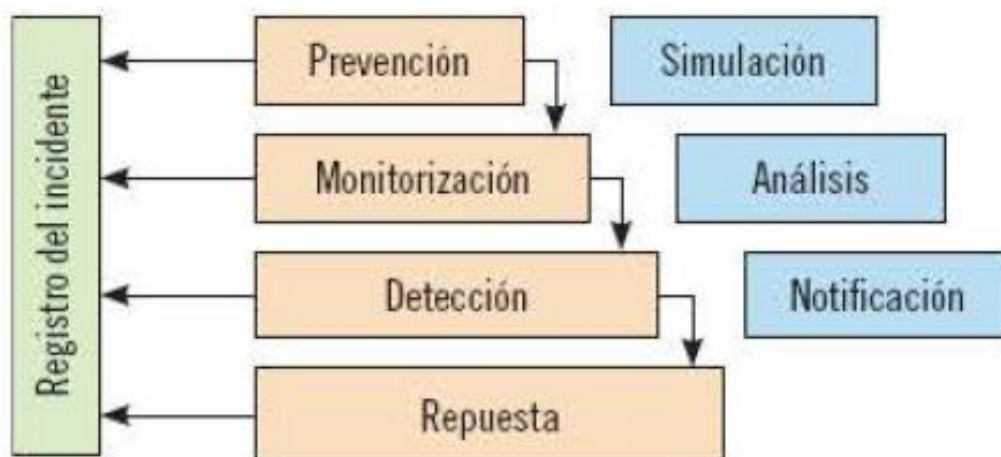 Registro del incidente
Prevención
Simulación
Monitorización
Análisis
Detección
Notificación
Repuesta